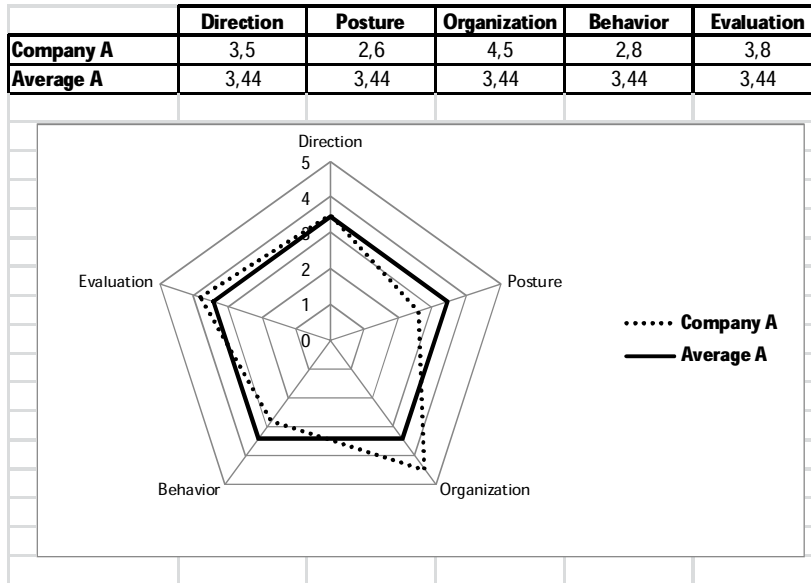 Direction Posture Organization Behavior Evaluation
Company A 3,5 2,6 4,5 2,8 3,8
Average A 3,44 3,44 3,44 3,44 3,44
Direction
5
4
3
2
1
0
Evaluation
Posture
Company A
Average A
Behavior
Organization